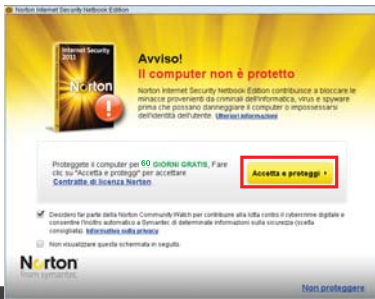 Norton Internet Security Netbook Edition
Internet Security
2011
Norton
Avviso!
Il computer non è protetto
Norton Internet Security Netbook Edition contribuisce a bloccare le
minacce provenienti da criminali dell'informatica, virus e spyware
prima che possano danneggiare il computer o impossessarsi
dell'identità dell'utente. Ulteriori informazioni
Proteggete il computer per 60 GIORNI GRATIS, Fare
clic su "Accetta e proteggi" per accettare
Contratto di licenza Norton
Accetta e proteggi
Desidero far parte della Norton Community Watch per contribuire alla lotta contro il cybercrime digitale e
consentire l'inoltro automatico a Symantec di determinate informazioni sulla sicurezza (scelta
consigliata). Informativa sulla privacy
Non visualizzare questa schermata in seguito.
Norton
from symantec
Non proteggere